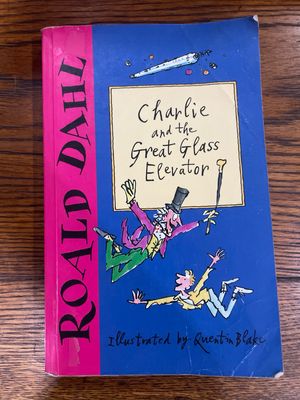 ROALD DAHL
Charlie
and the
Great Glass
Elevator
Illustrated by Quentin Blake